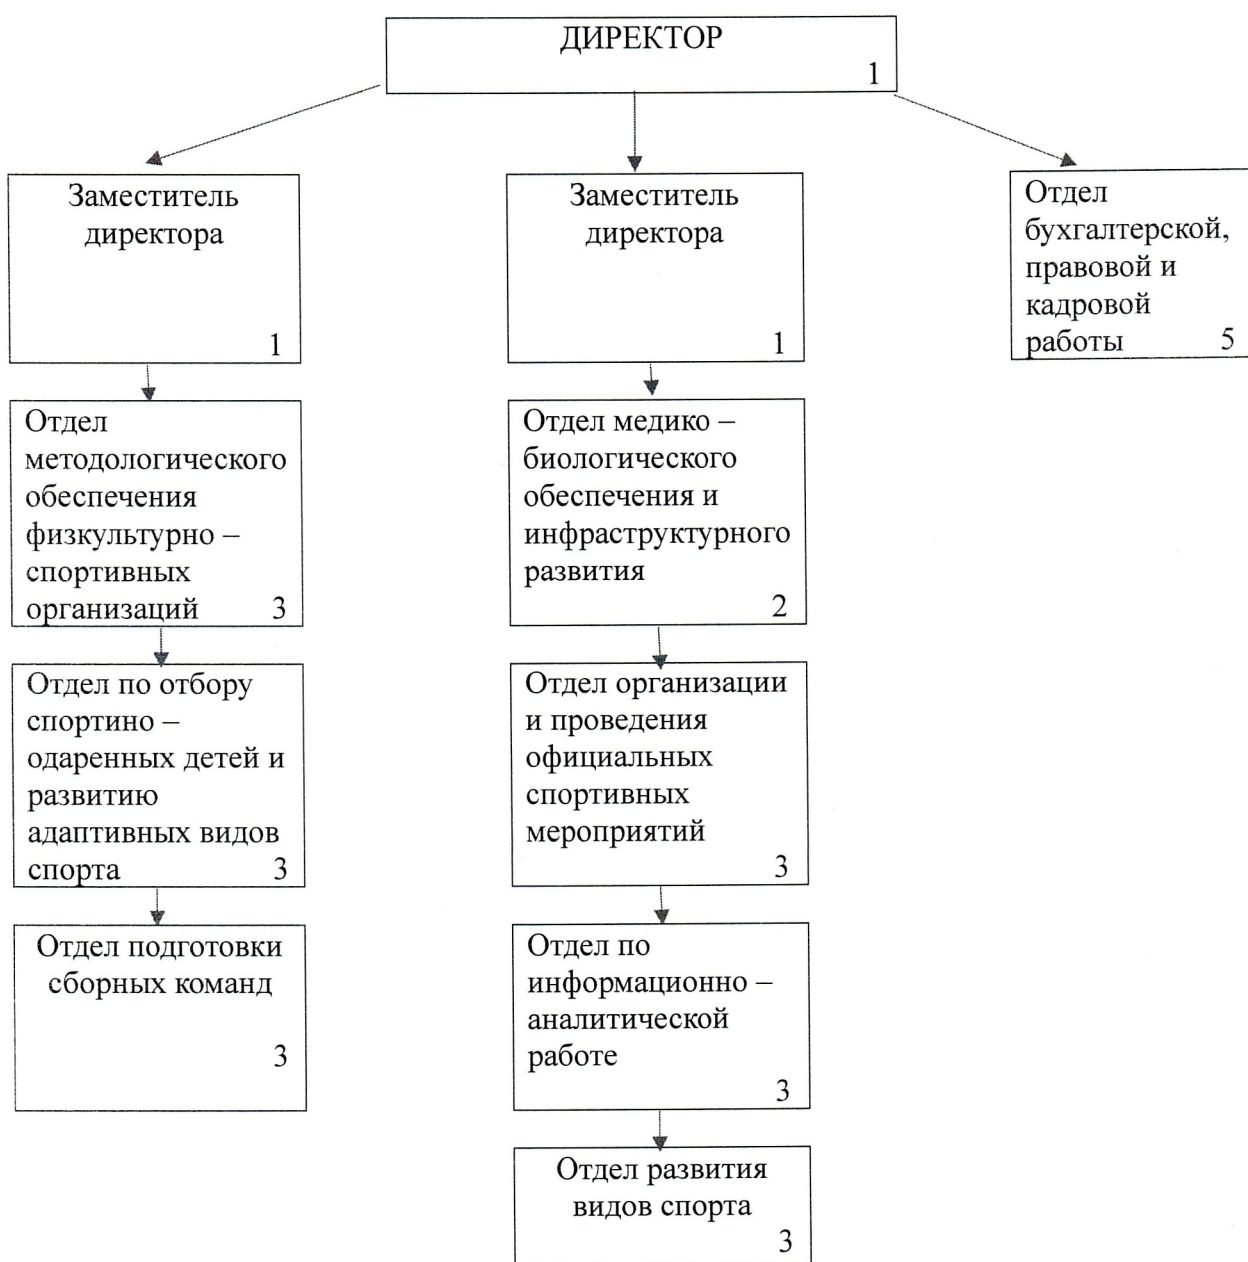 ДИРЕКТОР
1
Заместитель
директора
1
Заместитель
директора
1
Отдел
бухгалтерской,
правовой и
кадровой
работы 5
Отдел
методологического
обеспечения
физкультурно –
спортивных
организаций 3
Отдел медико –
биологического
обеспечения и
инфраструктурного
развития
2
Отдел по отбору
спортино –
одаренных детей и
развитию
адаптивных видов
спорта 3
Отдел организации
и проведения
официальных
спортивных
мероприятий
3
Отдел подготовки
сборных команд
3
Отдел по
информационно –
аналитической
работе
3
Отдел развития
видов спорта
3